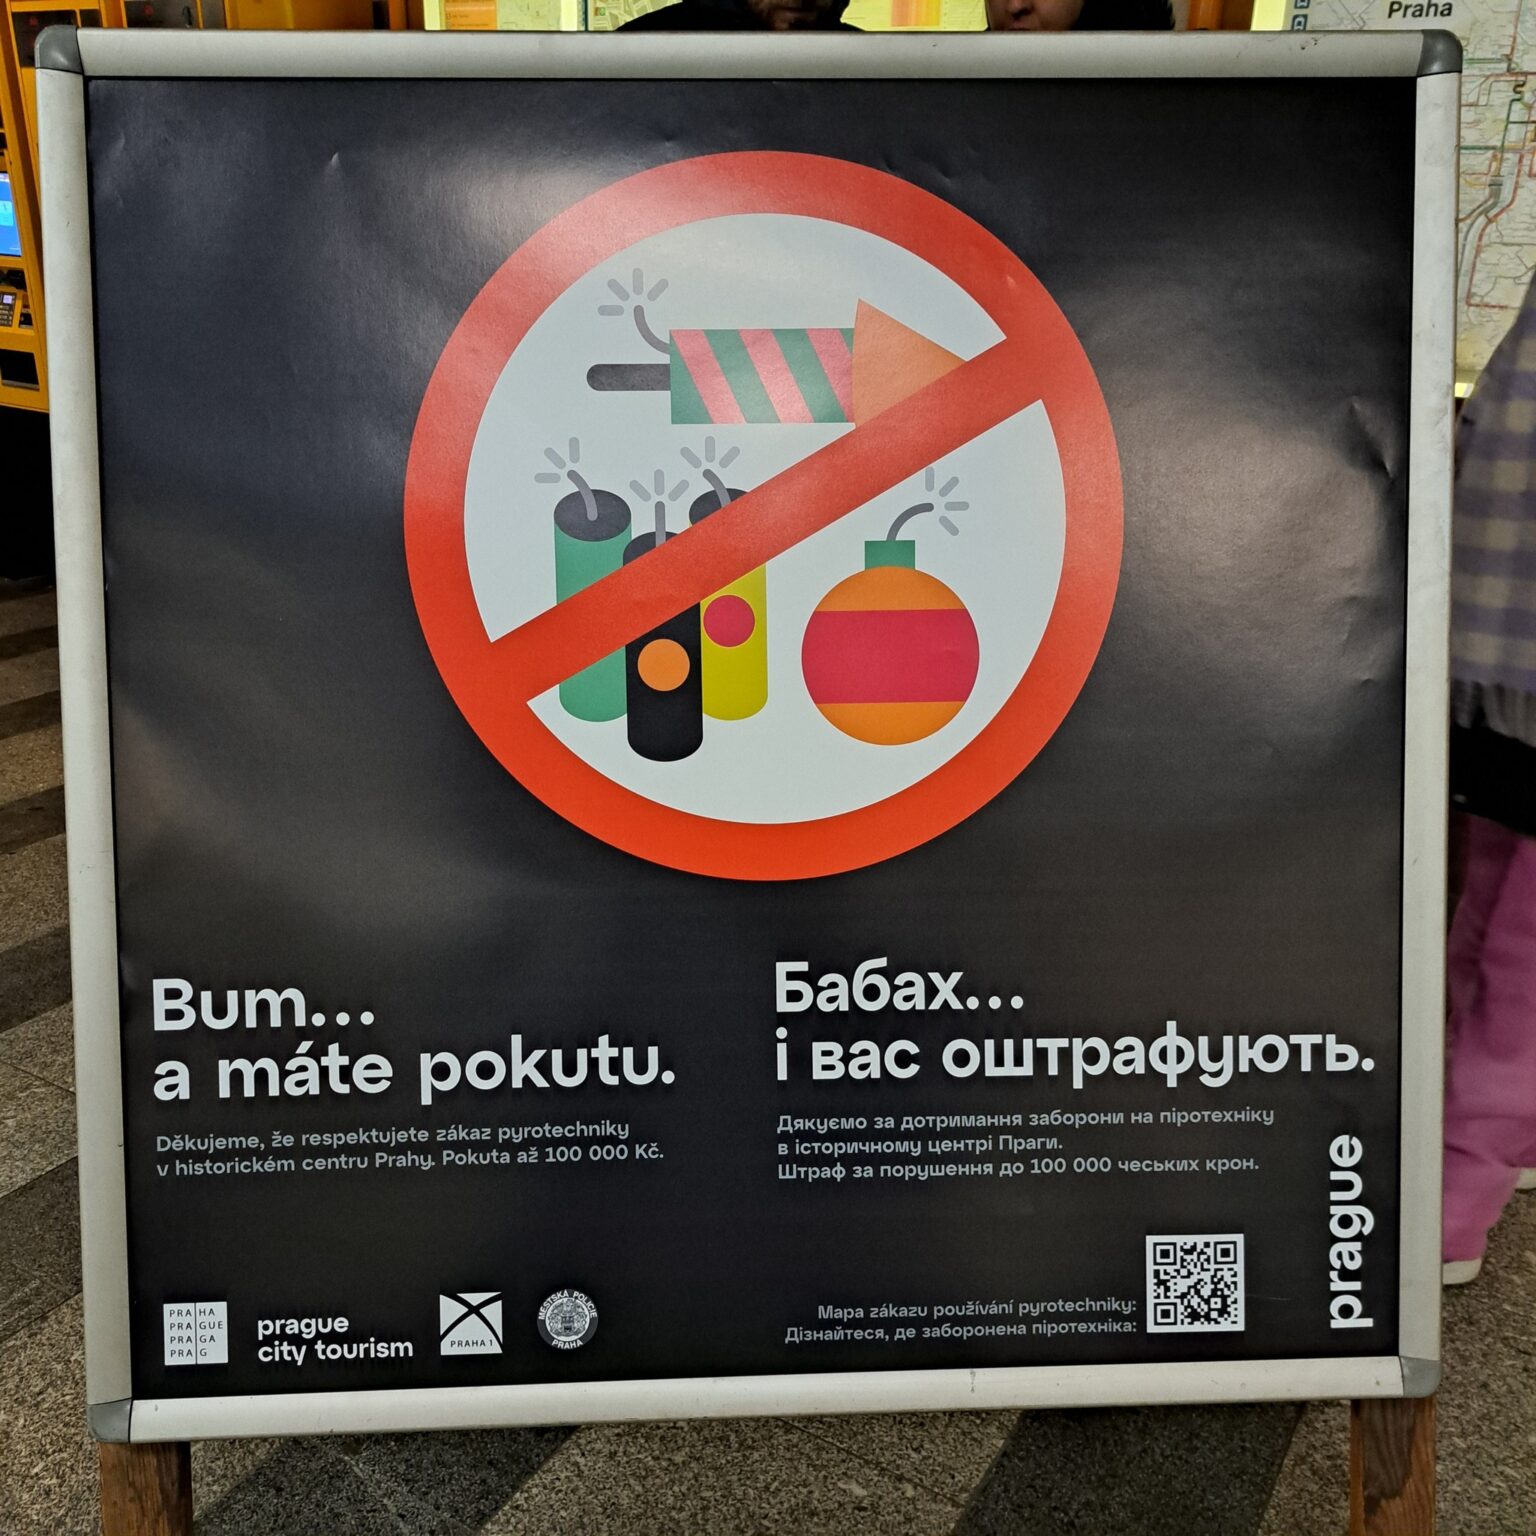 Praha
Bum...
a máte pokutu.
Děkujeme, že respektujete zákaz pyrotechniky
v historickém centru Prahy. Pokuta až 100 000 Kč.
Бабах...
і вас оштрафують.
Дякуємо за дотримання заборони на піротехніку
в історичному центрі Праги.
Штраф за порушення до 100 000 чеських крон.
prague
PRA HA
PRA GUE
PRA GA
PRA G
prague
city tourism
PRAHA 1
MĚSTSKÁ POLICIE
PRAHA
Mapa zákazu používání pyrotechniky:
Дізнайтеся, де заборонена піротехніка: